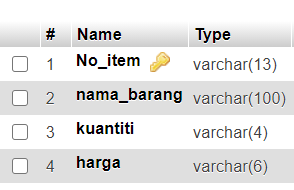 # Name Type
1 No_item varchar(13)
2 nama_barang varchar(100)
3 kuantiti varchar(4)
4 harga varchar(6)